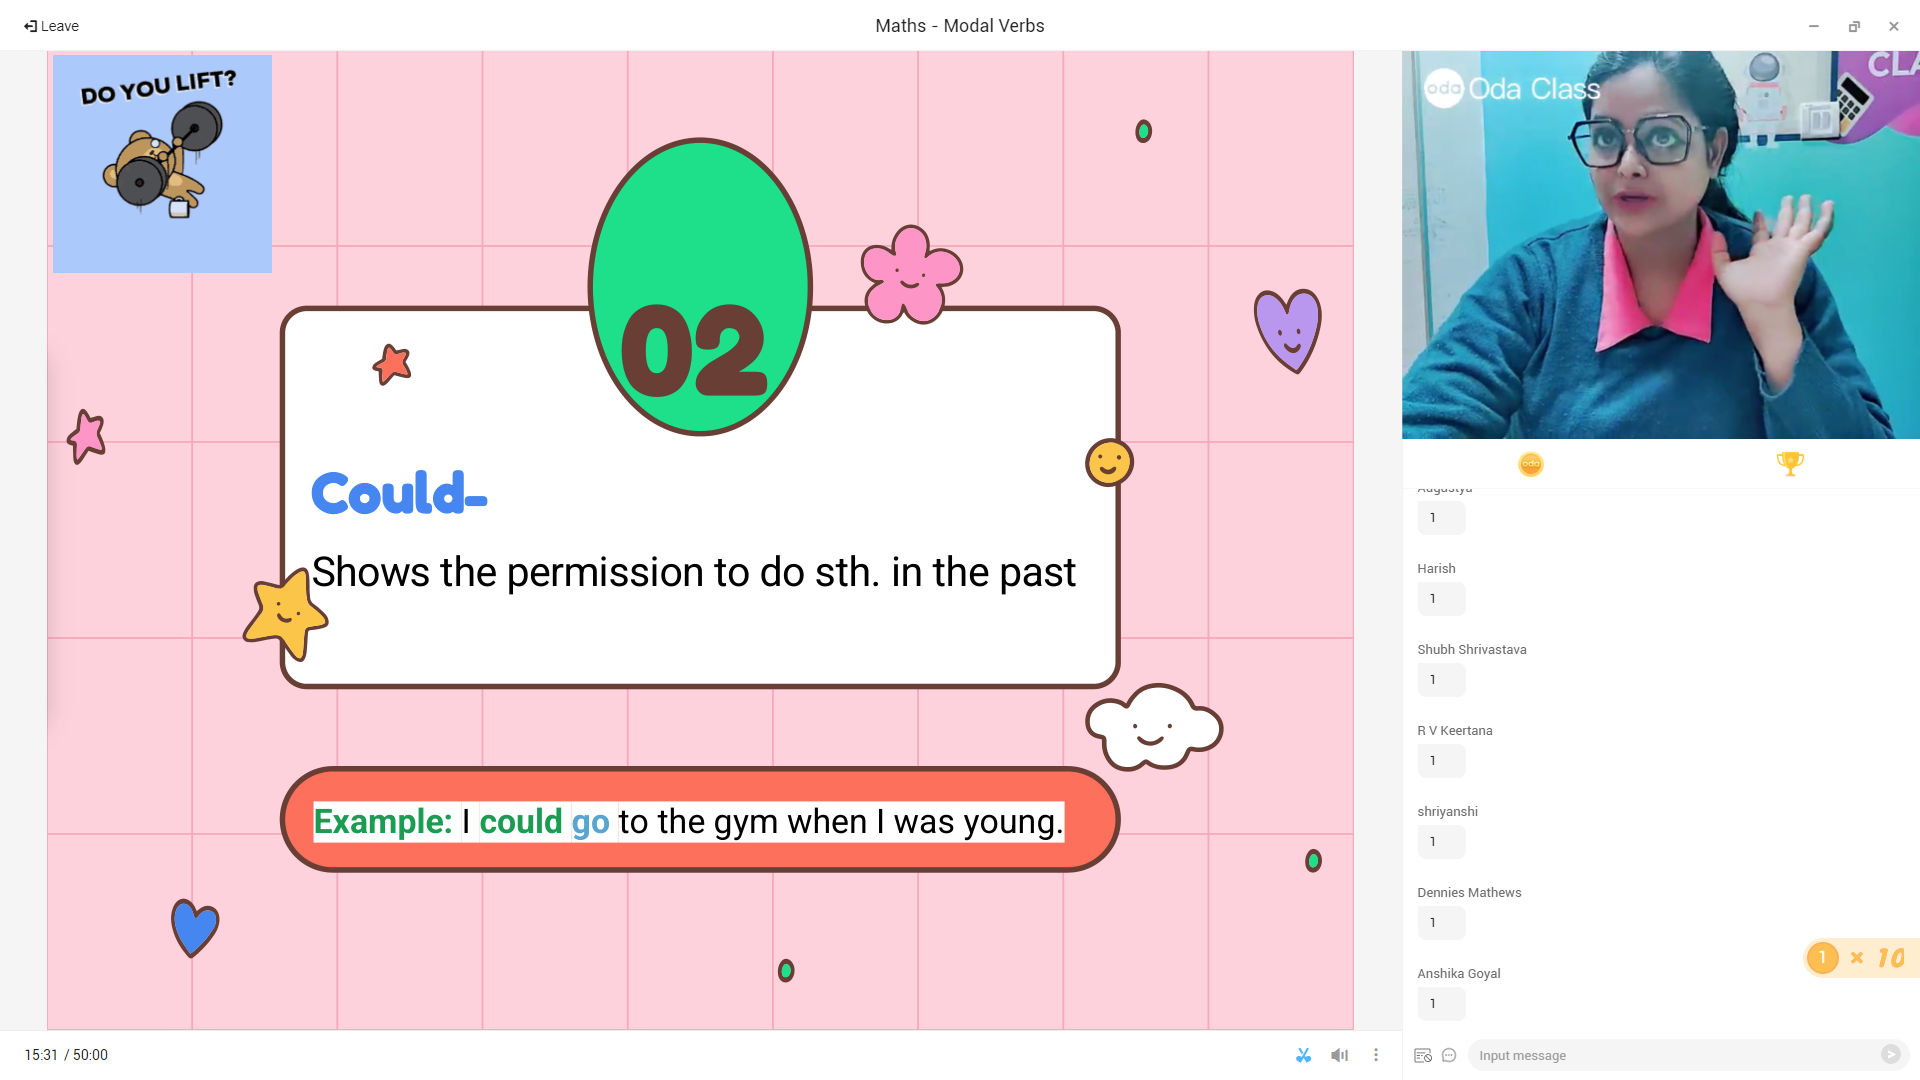 Leave
Maths - Modal Verbs
DO YOU LIFT?
02
Could-
Shows the permission to do sth. in the past
Example: I could go to the gym when I was young.
15:31 / 50:00
oda Oda Class
CLA
oda
Augustya
1
Harish
1
Shubh Shrivastava
1
R V Keertana
1
shriyanshi
1
Dennies Mathews
1
1 × 10
Anshika Goyal
1
Input message